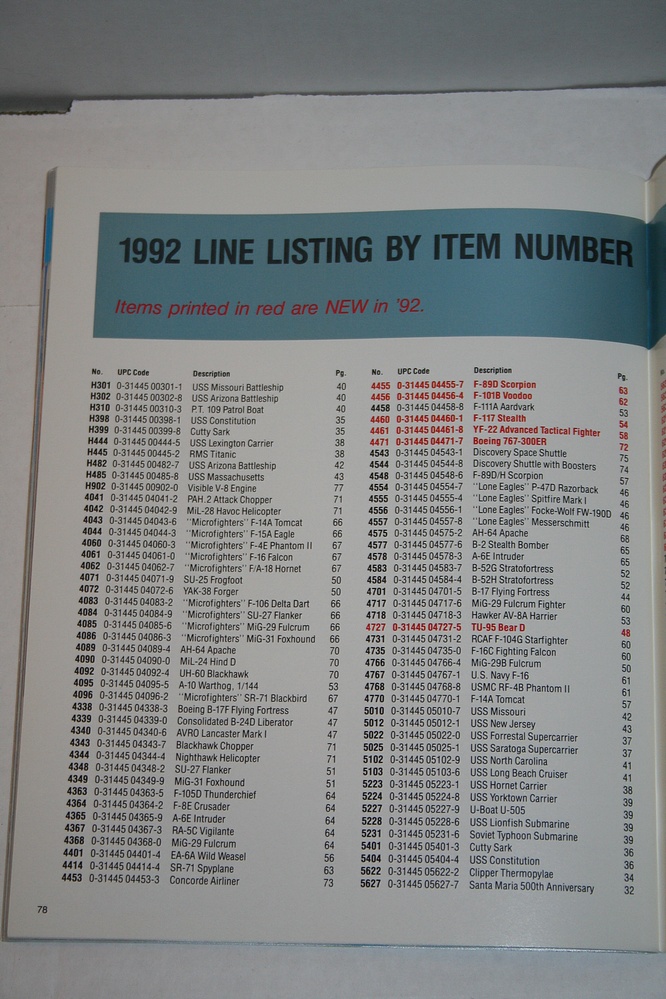 1992 LINE LISTING BY ITEM NUMBER
Items printed in red are NEW in '92.
No. UPC Code Description Pg.
H301 0-31445 00301-1 USS Missouri Battleship 40
H302 0-31445 00302-8 USS Arizona Battleship 40
H310 0-31445 00310-3 P.T. 109 Patrol Boat 40
H398 0-31445 00398-1 USS Constitution 35
H399 0-31445 00399-8 Cutty Sark 35
H444 0-31445 00444-5 USS Lexington Carrier 38
H445 0-31445 00445-2 RMS Titanic 38
H482 0-31445 00482-7 USS Arizona Battleship 42
H485 0-31445 00485-8 USS Massachusetts 43
H902 0-31445 00902-0 Visible V-8 Engine 77
4041 0-31445 04041-2 PAH.2 Attack Chopper 71
4042 0-31445 04042-9 MiL-28 Havoc Helicopter 71
4043 0-31445 04043-6 "Microfighters" F-14A Tomcat 66
4044 0-31445 04044-3 "Microfighters" F-15A Eagle 66
4060 0-31445 04060-3 "Microfighters" F-4E Phantom II 67
4061 0-31445 04061-0 "Microfighters" F-16 Falcon 67
4062 0-31445 04062-7 "Microfighters" F/A-18 Hornet 67
4071 0-31445 04071-9 SU-25 Frogfoot 50
4072 0-31445 04072-6 YAK-38 Forger 50
4083 0-31445 04083-2 "Microfighters" F-106 Delta Dart 66
4084 0-31445 04084-9 "Microfighters" SU-27 Flanker 66
4085 0-31445 04085-6 "Microfighters" MiG-29 Fulcrum 66
4086 0-31445 04086-3 "Microfighters" MiG-31 Foxhound 66
4089 0-31445 04089-4 AH-64 Apache 70
4090 0-31445 04090-0 MiL-24 Hind D 70
4092 0-31445 04092-4 UH-60 Blackhawk 70
4095 0-31445 04095-5 A-10 Warthog, 1/144 53
4096 0-31445 04096-2 "Microfighters" SR-71 Blackbird 67
4338 0-31445 04338-3 Boeing B-17F Flying Fortress 47
4339 0-31445 04339-0 Consolidated B-24D Liberator 47
4340 0-31445 04340-6 AVRO Lancaster Mark I 47
4343 0-31445 04343-7 Blackhawk Chopper 71
4344 0-31445 04344-4 Nighthawk Helicopter 71
4348 0-31445 04348-2 SU-27 Flanker 51
4349 0-31445 04349-9 MiG-31 Foxhound 51
4363 0-31445 04363-5 F-105D Thunderchief 64
4364 0-31445 04364-2 F-8E Crusader 64
4365 0-31445 04365-9 A-6E Intruder 64
4367 0-31445 04367-3 RA-5C Vigilante 64
4368 0-31445 04368-0 MiG-29 Fulcrum 64
4401 0-31445 04401-4 EA-6A Wild Weasel 56
4414 0-31445 04414-4 SR-71 Spyplane 63
4453 0-31445 04453-3 Concorde Airliner 73
No. UPC Code Description Pg.
4455 0-31445 04455-7 F-89D Scorpion 63
4456 0-31445 04456-4 F-101B Voodoo 62
4458 0-31445 04458-8 F-111A Aardvark 53
4460 0-31445 04460-1 F-117 Stealth 54
4461 0-31445 04461-8 YF-22 Advanced Tactical Fighter 58
4471 0-31445 04471-7 Boeing 767-300ER 72
4543 0-31445 04543-1 Discovery Space Shuttle 75
4544 0-31445 04544-8 Discovery Shuttle with Boosters 74
4548 0-31445 04548-6 F-89D/H Scorpion 57
4554 0-31445 04554-7 "Lone Eagles" P-47D Razorback 46
4555 0-31445 04555-4 "Lone Eagles" Spitfire Mark I 46
4556 0-31445 04556-1 "Lone Eagles" Focke-Wolf FW-190D 46
4557 0-31445 04557-8 "Lone Eagles" Messerschmitt 46
4575 0-31445 04575-2 AH-64 Apache 68
4577 0-31445 04577-6 B-2 Stealth Bomber 65
4578 0-31445 04578-3 A-6E Intruder 65
4583 0-31445 04583-7 B-52G Stratofortress 52
4584 0-31445 04584-4 B-52H Stratofortress 52
4701 0-31445 04701-5 B-17 Flying Fortress 44
4717 0-31445 04717-6 MiG-29 Fulcrum Fighter 60
4718 0-31445 04718-3 Hawker AV-8A Harrier 53
4727 0-31445 04727-5 TU-95 Bear D 48
4731 0-31445 04731-2 RCAF F-104G Starfighter 60
4735 0-31445 04735-0 F-16C Fighting Falcon 60
4766 0-31445 04766-4 MiG-29B Fulcrum 50
4767 0-31445 04767-1 U.S. Navy F-16 61
4768 0-31445 04768-8 USMC RF-4B Phantom II 61
4770 0-31445 04770-1 F-14A Tomcat 57
5010 0-31445 05010-7 USS Missouri 42
5012 0-31445 05012-1 USS New Jersey 43
5022 0-31445 05022-0 USS Forrestal Supercarrier 37
5025 0-31445 05025-1 USS Saratoga Supercarrier 37
5102 0-31445 05102-9 USS North Carolina 41
5103 0-31445 05103-6 USS Long Beach Cruiser 41
5223 0-31445 05223-1 USS Hornet Carrier 38
5224 0-31445 05224-8 USS Yorktown Carrier 39
5227 0-31445 05227-9 U-Boat U-505 39
5228 0-31445 05228-6 USS Lionfish Submarine 39
5231 0-31445 05231-6 Soviet Typhoon Submarine 39
5401 0-31445 05401-3 Cutty Sark 36
5404 0-31445 05404-4 USS Constitution 36
5622 0-31445 05622-2 Clipper Thermopylae 34
5627 0-31445 05627-7 Santa Maria 500th Anniversary 32
78